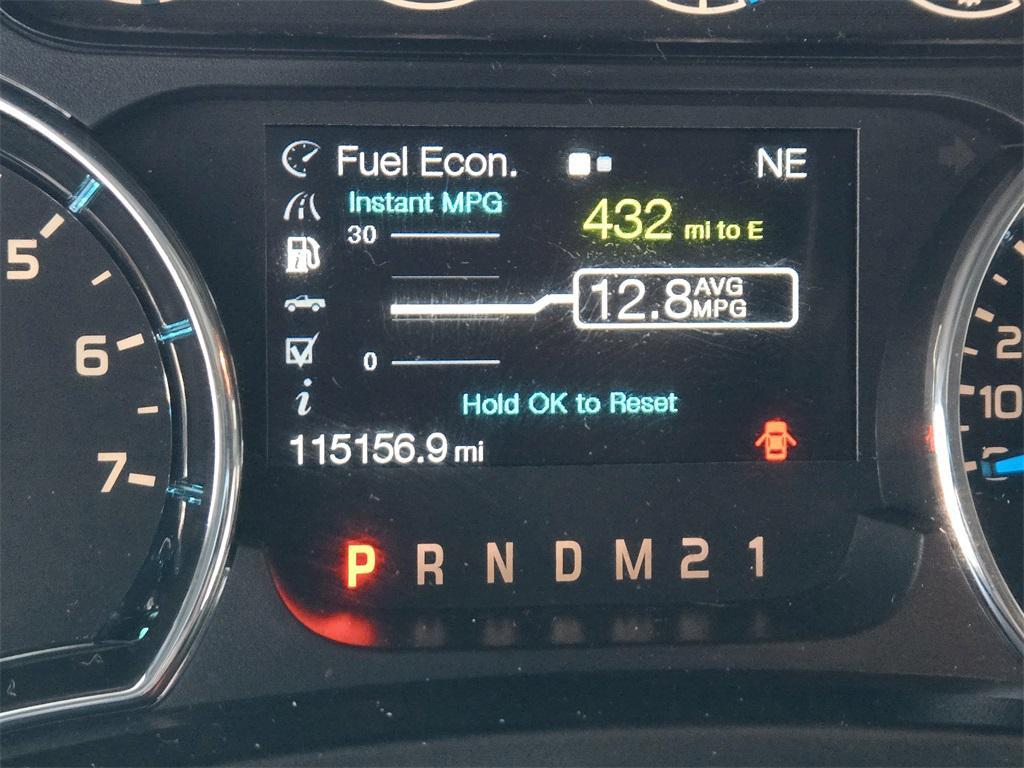 Fuel Econ.
NE
Instant MPG
432 mi to E
30
12.8 AVG MPG
0
Hold OK to Reset
115156.9 mi
P R N D M 2 1
5
6
7
10